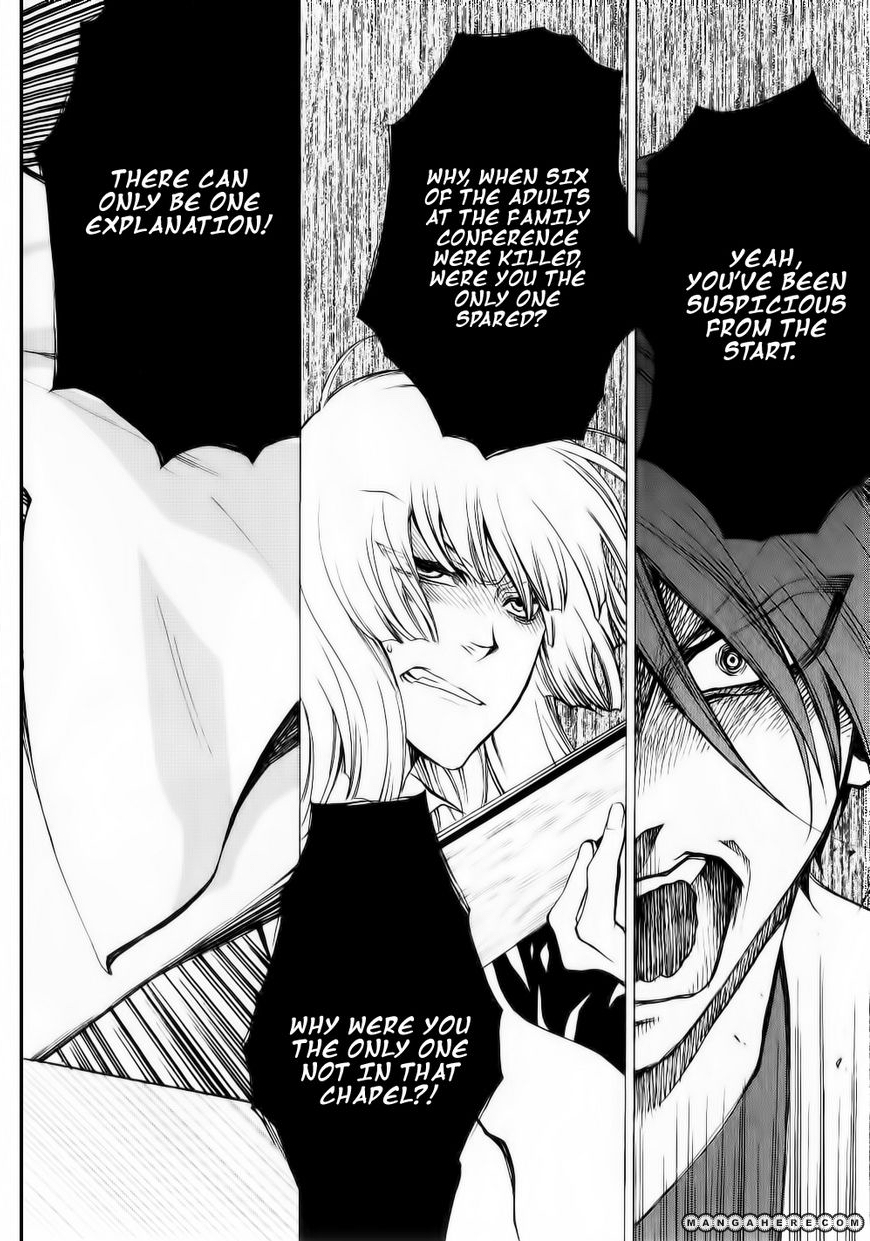 YEAH,
YOU'VE BEEN
SUSPICIOUS
FROM THE
START.
WHY, WHEN SIX
OF THE ADULTS
AT THE FAMILY
CONFERENCE
WERE KILLED,
WERE YOU THE
ONLY ONE
SPARED?
WHY WERE YOU
THE ONLY ONE
NOT IN THAT
CHAPEL?!
THERE CAN
ONLY BE ONE
EXPLANATION!
MANGAHERE.COM